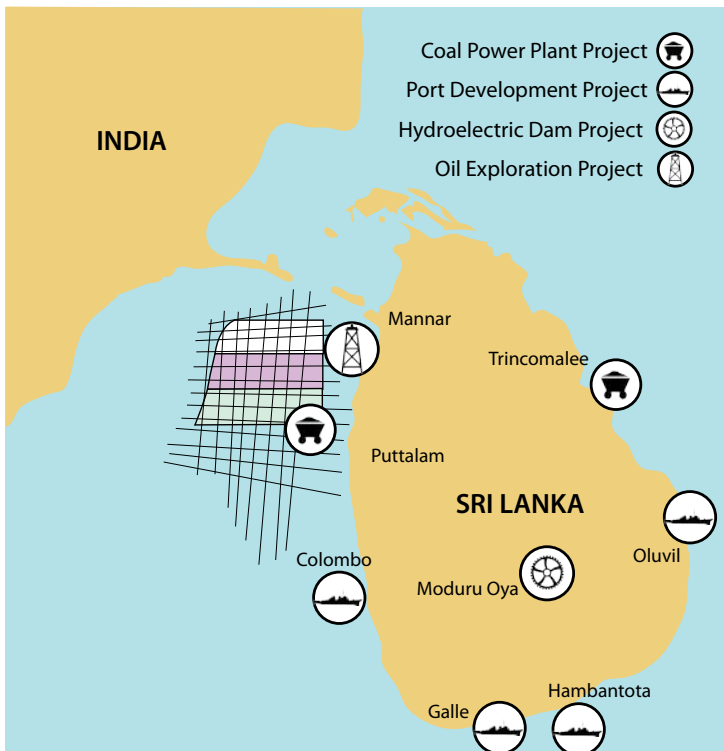 Coal Power Plant Project
Port Development Project
INDIA
Hydroelectric Dam Project
Oil Exploration Project
Mannar
Trincomalee
Puttalam
SRI LANKA
Oluvil
Colombo
Moduru Oya
Hambantota
Galle